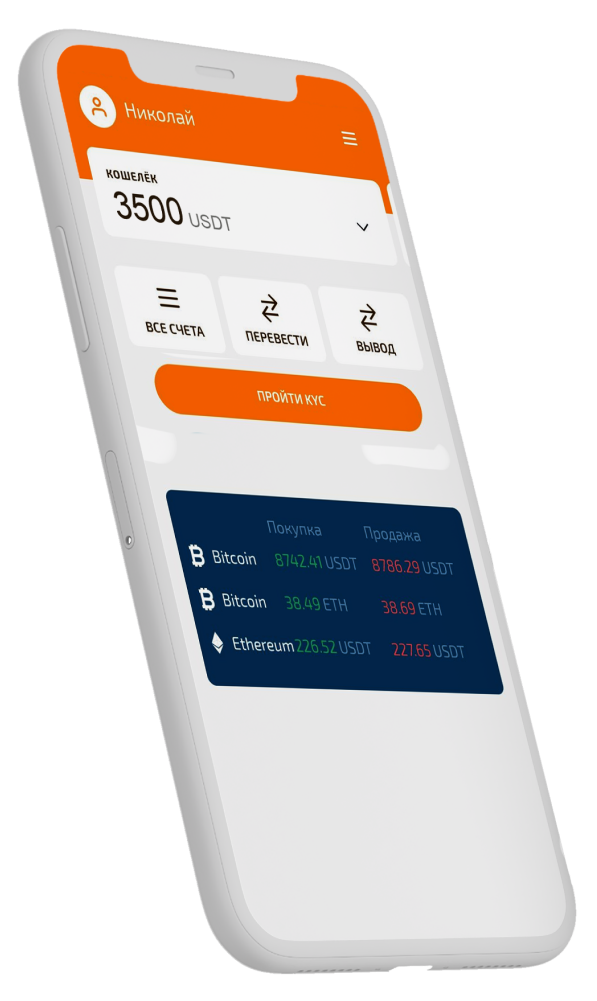 Николай
КОШЕЛЁК
3500 USDT
ВСЕ СЧЕТА ПЕРЕВЕСТИ ВЫВОД
ПРОЙТИ KYC
Покупка Продажа
Bitcoin 8742.41 USDT 8786.29 USDT
Bitcoin 38.49 ETH 38.69 ETH
Ethereum 226.52 USDT 227.65 USDT